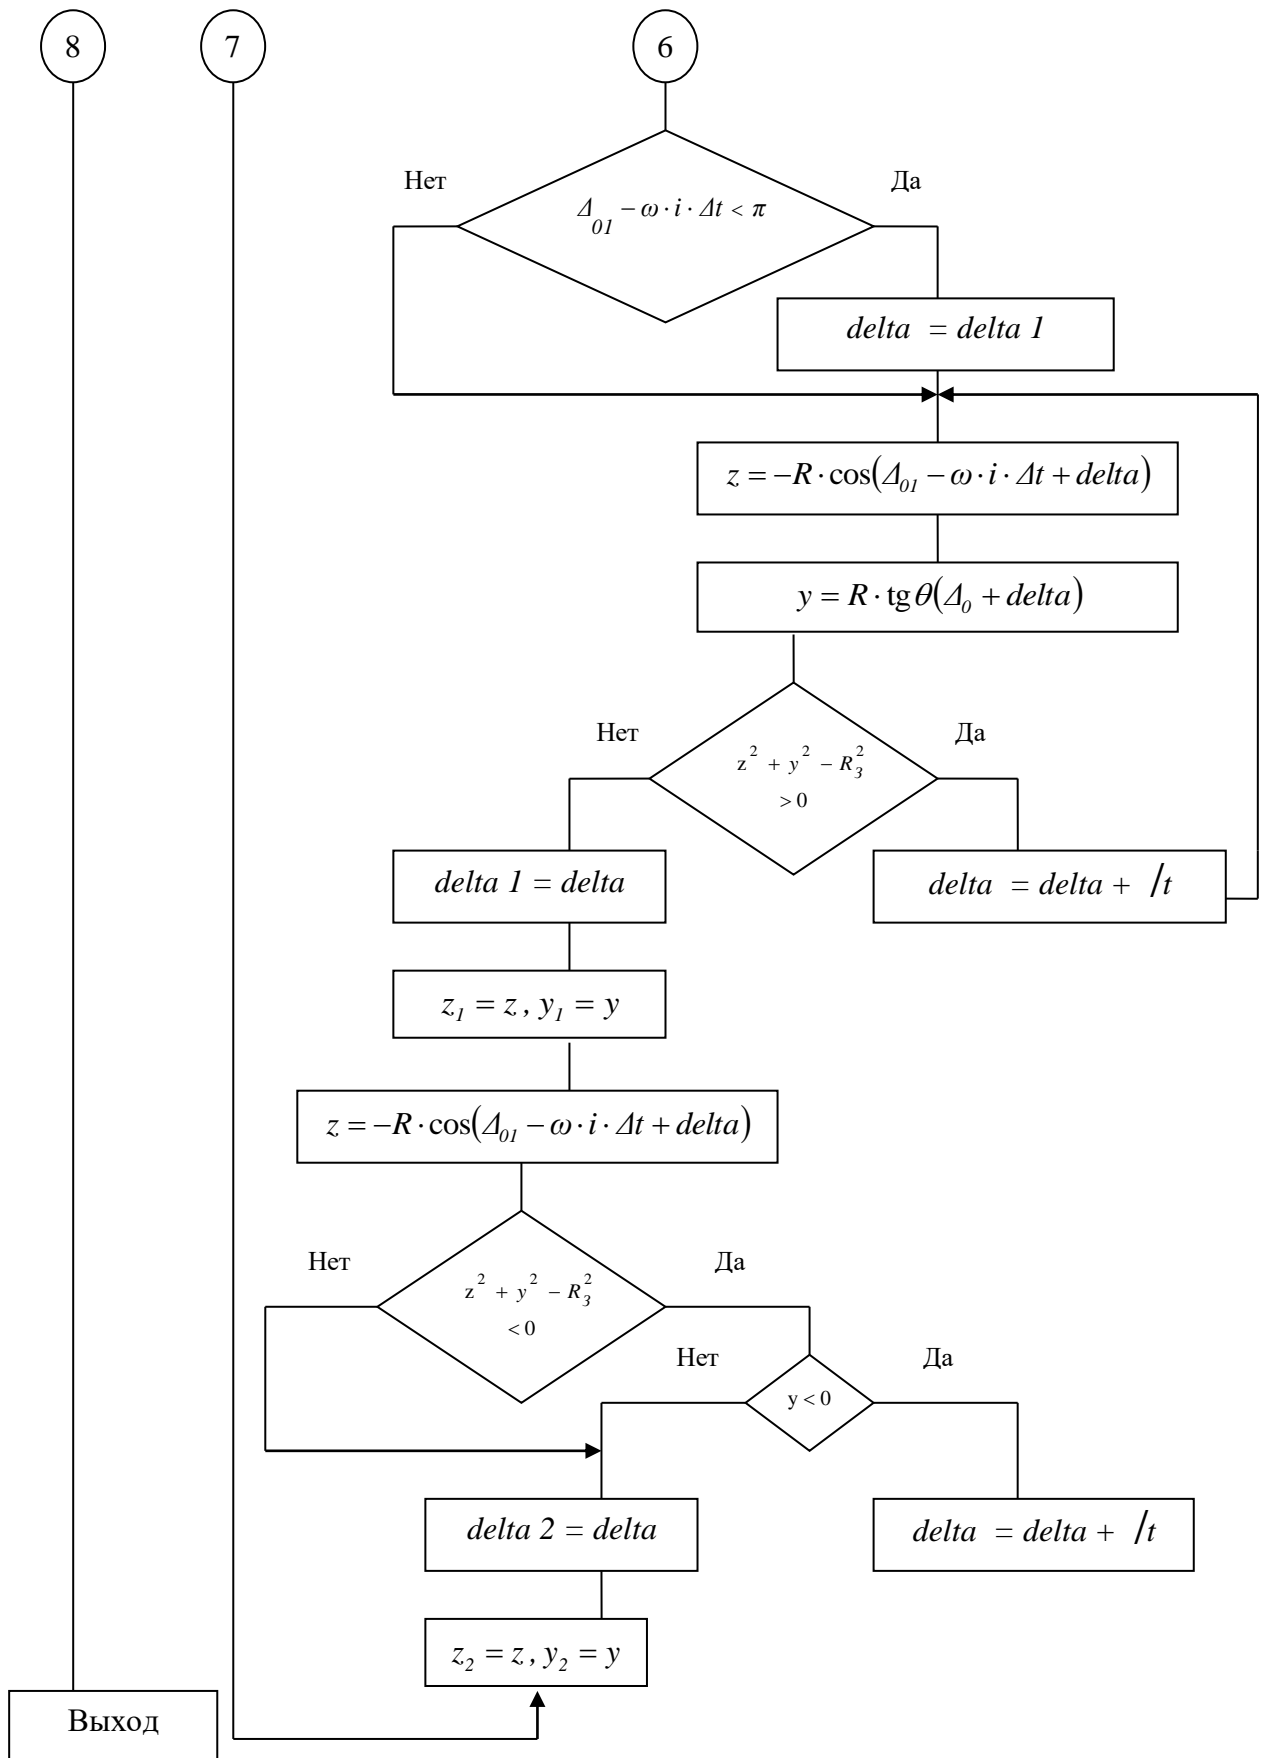 8 7 6
Нет Да
Δ₀₁ − ω · i · Δt < π
delta = delta 1
z = −R · cos(Δ₀₁ − ω · i · Δt + delta)
y = R · tg θ(Δ₀ + delta)
Нет Да
z² + y² − R_З²
> 0
delta 1 = delta
delta = delta + /t
z₁ = z , y₁ = y
z = −R · cos(Δ₀₁ − ω · i · Δt + delta)
Нет Да
z² + y² − R_З²
< 0
Нет Да
y < 0
delta 2 = delta
delta = delta + /t
z₂ = z , y₂ = y
Выход